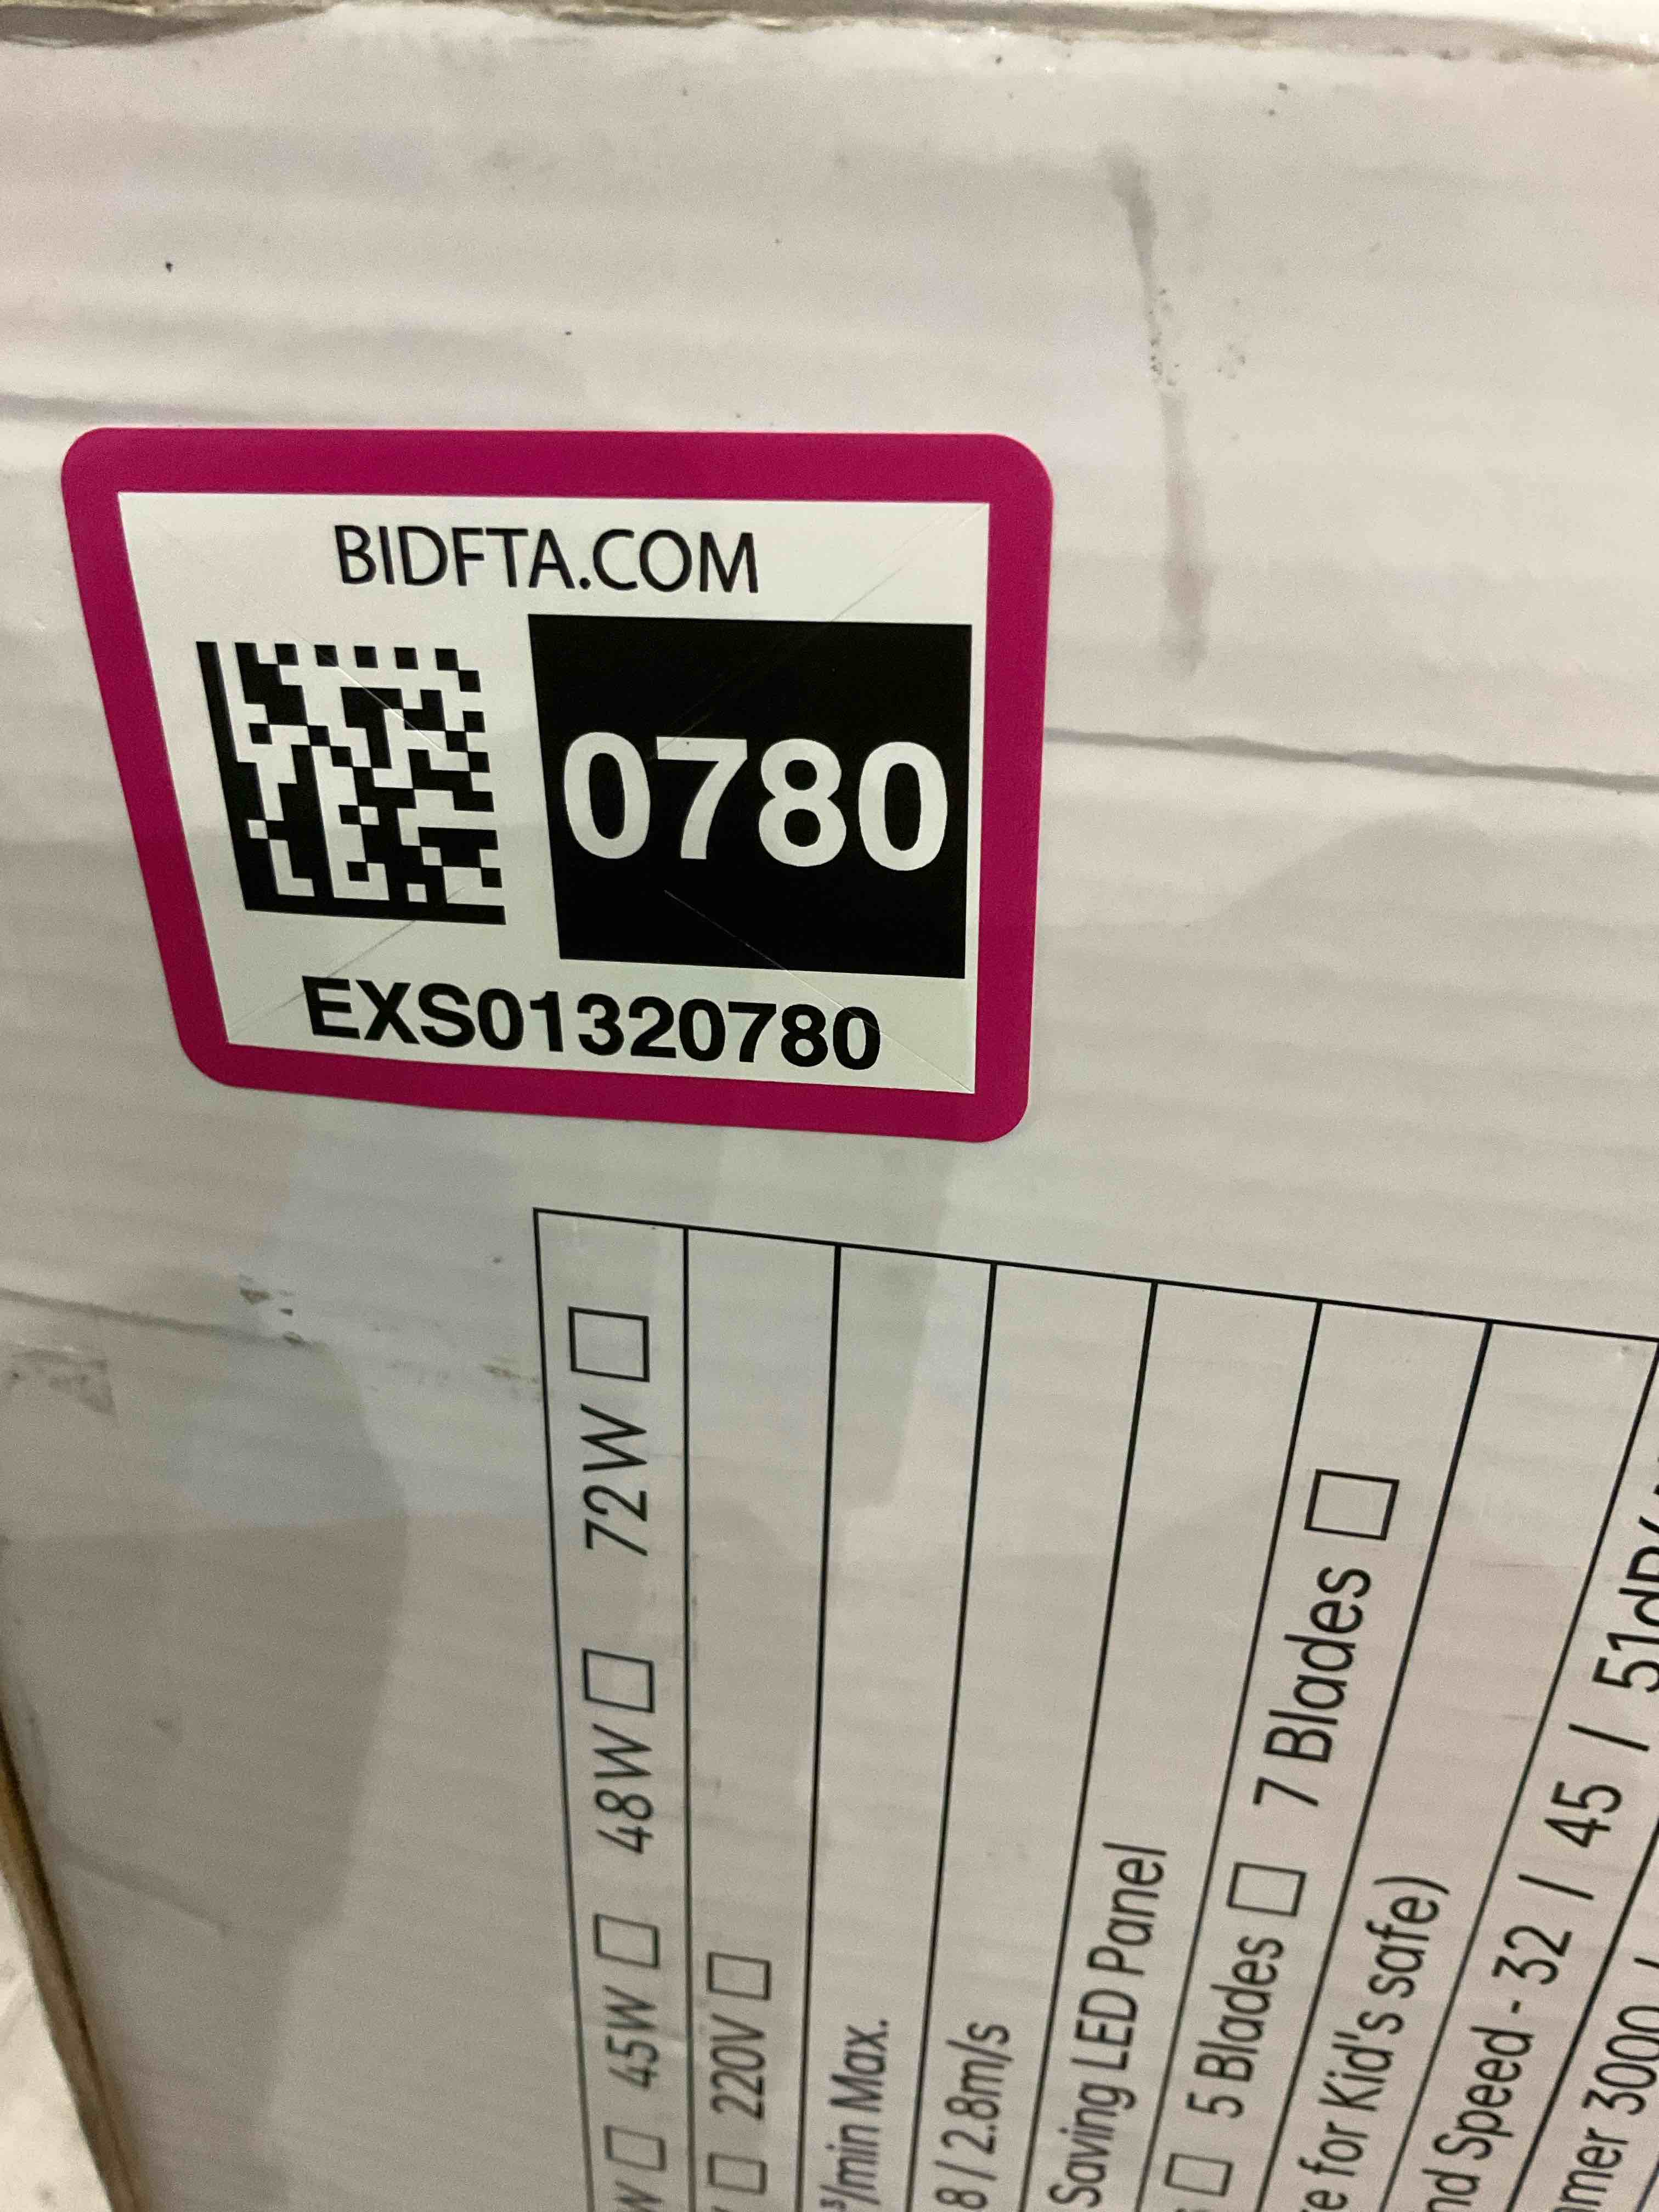 BIDFTA.COM
0780
EXS01320780
W ☐ 45W ☐ 48W ☐ 72W ☐
☐ 220V ☐
³/min Max.
8 / 2.8m/s
Saving LED Panel
☐ 5 Blades ☐ 7 Blades ☐
for Kid's safe)
Speed - 32 / 45 / 51dB
3000 /